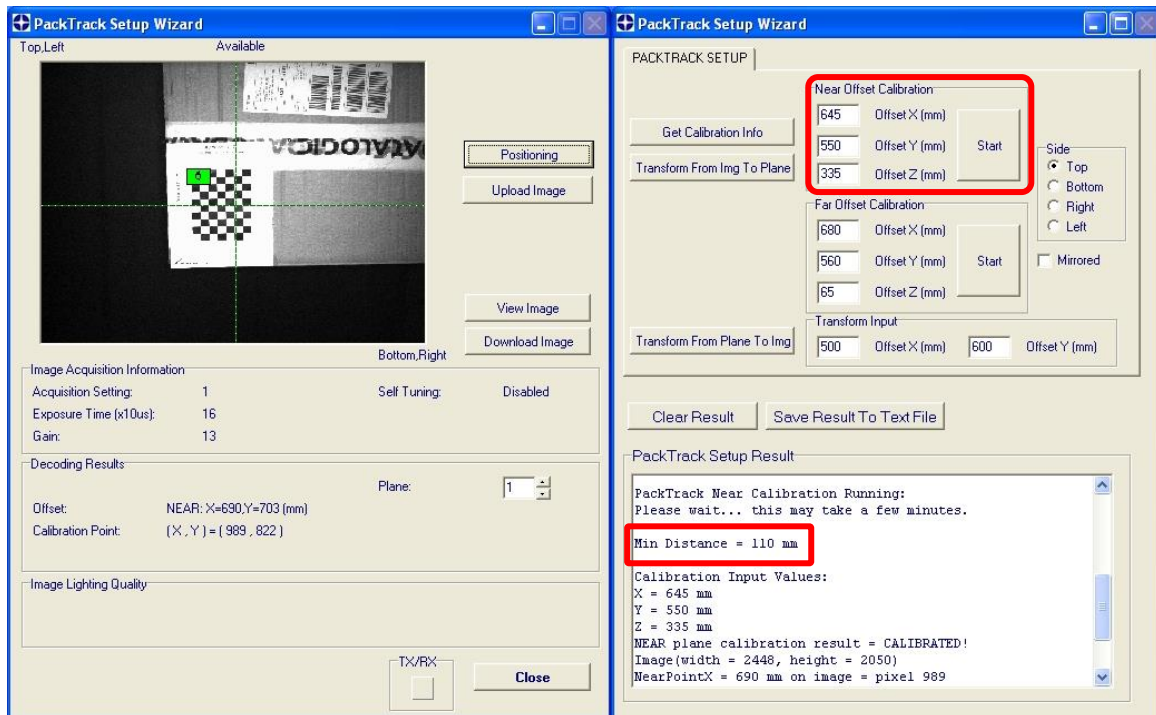 PackTrack Setup Wizard
Top,Left
Available
DATALOGIC
6
Positioning
Upload Image
View Image
Download Image
Bottom,Right
Image Acquisition Information
Acquisition Setting: 1 Self Tuning: Disabled
Exposure Time (x10us): 16
Gain: 13
Decoding Results
Plane: 1
Offset: NEAR: X=690,Y=703 (mm)
Calibration Point: ( X , Y ) = ( 989 , 822 )
Image Lighting Quality
TX/RX
Close
PackTrack Setup Wizard
PACKTRACK SETUP
Get Calibration Info
Transform From Img To Plane
Near Offset Calibration
645 Offset X (mm)
550 Offset Y (mm)
335 Offset Z (mm)
Start
Side
Top
Bottom
Right
Left
Mirrored
Far Offset Calibration
680 Offset X (mm)
560 Offset Y (mm)
65 Offset Z (mm)
Start
Transform From Plane To Img
Transform Input
500 Offset X (mm) 600 Offset Y (mm)
Clear Result
Save Result To Text File
PackTrack Setup Result
PackTrack Near Calibration Running:
Please wait... this may take a few minutes.
Min Distance = 110 mm
Calibration Input Values:
X = 645 mm
Y = 550 mm
Z = 335 mm
NEAR plane calibration result = CALIBRATED!
Image(width = 2448, height = 2050)
NearPointX = 690 mm on image = pixel 989